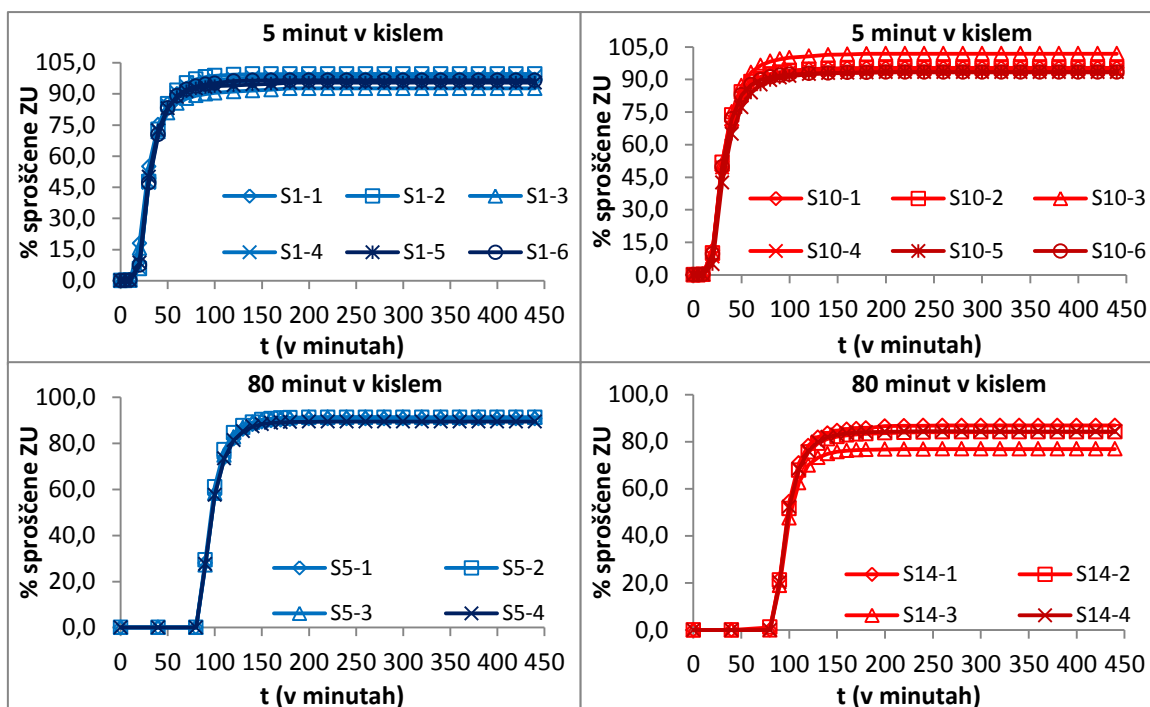 5 minut v kislem
105,0
90,0
75,0
60,0
45,0
30,0
15,0
0,0
% sproščene ZU
S1-1 S1-2 S1-3
S1-4 S1-5 S1-6
0 50 100 150 200 250 300 350 400 450
t (v minutah)
5 minut v kislem
105,0
90,0
75,0
60,0
45,0
30,0
15,0
0,0
% sproščene ZU
S10-1 S10-2 S10-3
S10-4 S10-5 S10-6
0 50 100 150 200 250 300 350 400 450
t (v minutah)
80 minut v kislem
100,0
80,0
60,0
40,0
20,0
0,0
% sproščene ZU
S5-1 S5-2
S5-3 S5-4
0 50 100 150 200 250 300 350 400 450
t (v minutah)
80 minut v kislem
100,0
80,0
60,0
40,0
20,0
0,0
% sproščene ZU
S14-1 S14-2
S14-3 S14-4
0 50 100 150 200 250 300 350 400 450
t (v minutah)